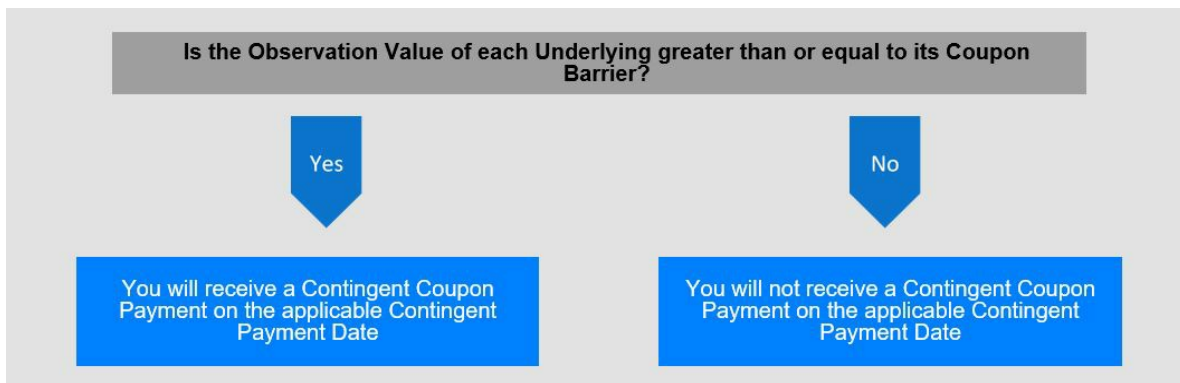 Is the Observation Value of each Underlying greater than or equal to its Coupon
Barrier?
Yes
No
You will receive a Contingent Coupon
Payment on the applicable Contingent
Payment Date
You will not receive a Contingent Coupon
Payment on the applicable Contingent
Payment Date